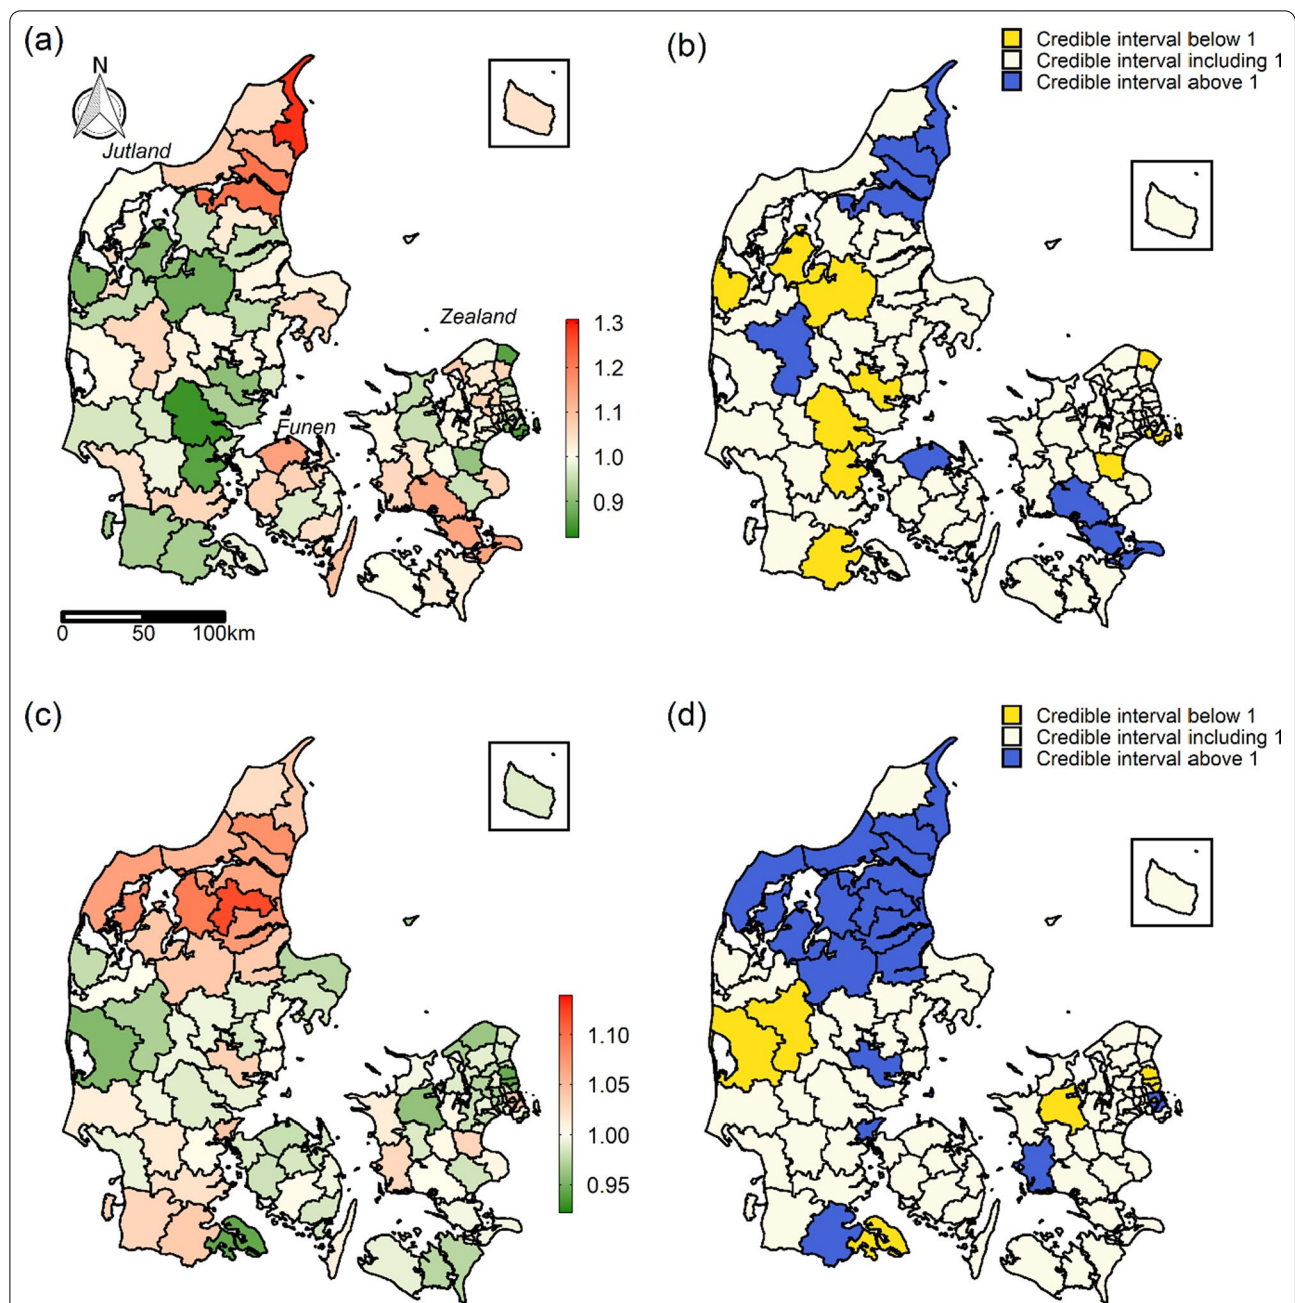 (a)
N
Jutland
Zealand
Funen
1.3
1.2
1.1
1.0
0.9
0 50 100km
(b)
Credible interval below 1
Credible interval including 1
Credible interval above 1
(c)
1.10
1.05
1.00
0.95
(d)
Credible interval below 1
Credible interval including 1
Credible interval above 1